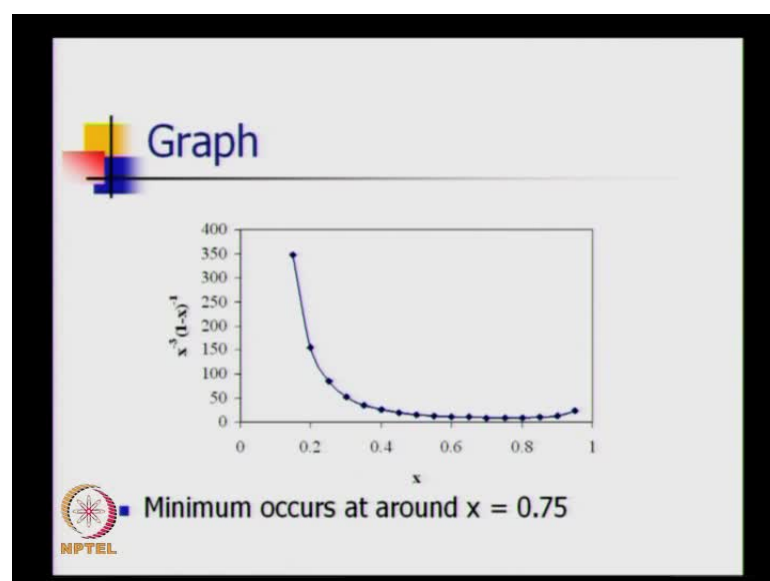 Graph
400
350
300
250
200
150
100
50
0
x⁻³(1-x)⁻¹
0 0.2 0.4 0.6 0.8 1
x
Minimum occurs at around x = 0.75
NPTEL